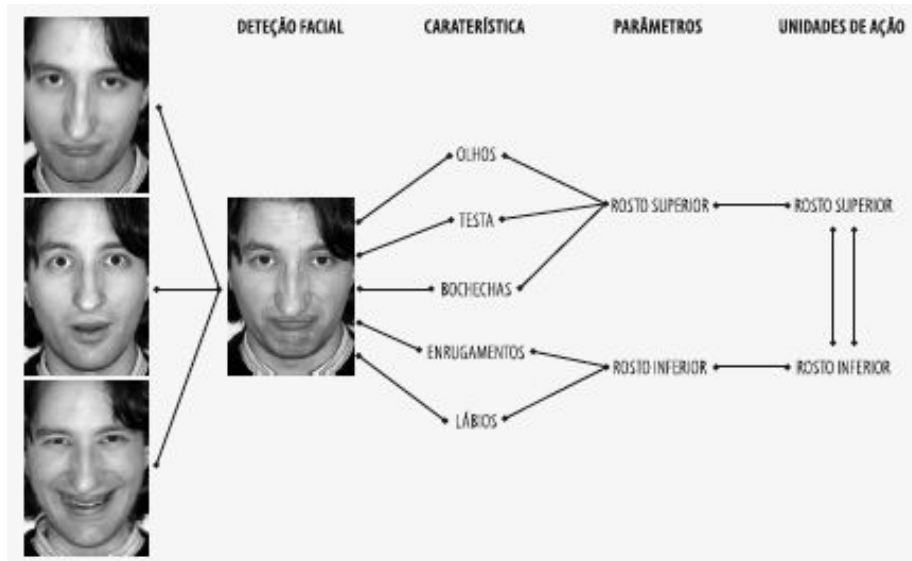 DETEÇÃO FACIAL
CARATERÍSTICA
PARÂMETROS
UNIDADES DE AÇÃO
OLHOS
TESTA
BOCHECHAS
ENRUGAMENTOS
LÁBIOS
ROSTO SUPERIOR
ROSTO INFERIOR
ROSTO SUPERIOR
ROSTO INFERIOR